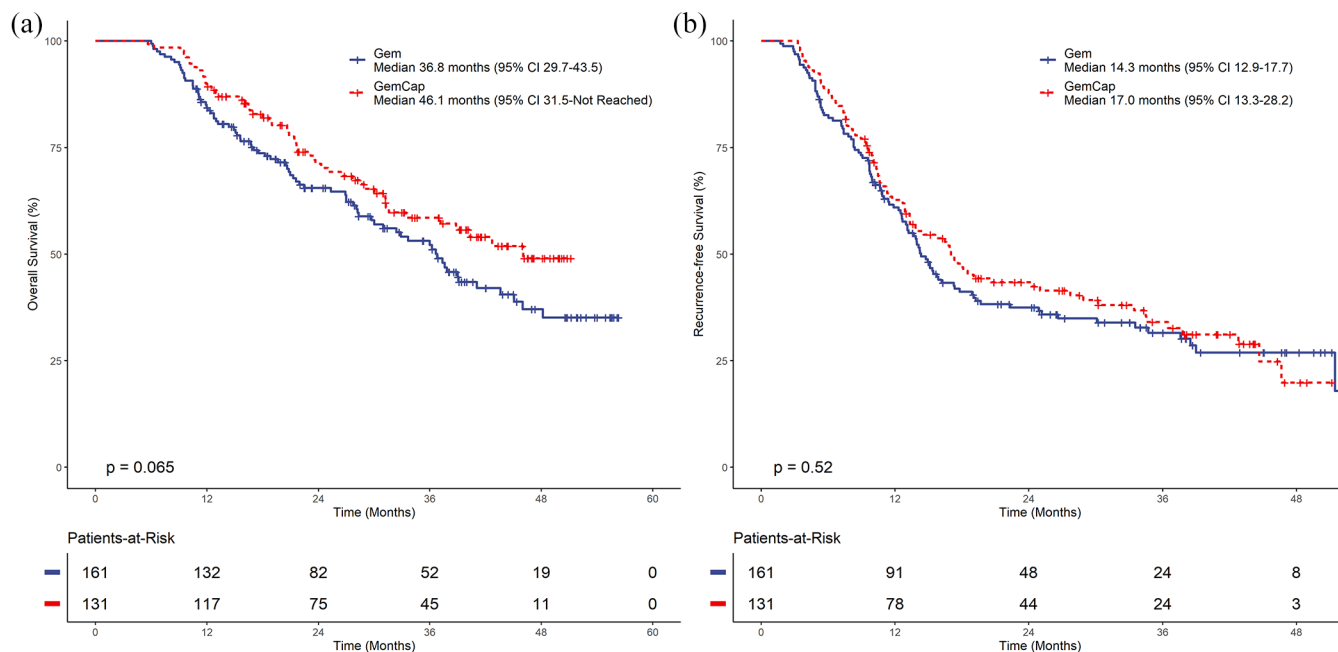 (a)
Gem
Median 36.8 months (95% CI 29.7-43.5)
GemCap
Median 46.1 months (95% CI 31.5-Not Reached)
Overall Survival (%)
100
75
50
25
0
p = 0.065
0 12 24 36 48 60
Time (Months)
Patients-at-Risk
161 132 82 52 19 0
131 117 75 45 11 0
0 12 24 36 48 60
Time (Months)
(b)
Gem
Median 14.3 months (95% CI 12.9-17.7)
GemCap
Median 17.0 months (95% CI 13.3-28.2)
Recurrence-free Survival (%)
100
75
50
25
0
p = 0.52
0 12 24 36 48
Time (Months)
Patients-at-Risk
161 91 48 24 8
131 78 44 24 3
0 12 24 36 48
Time (Months)